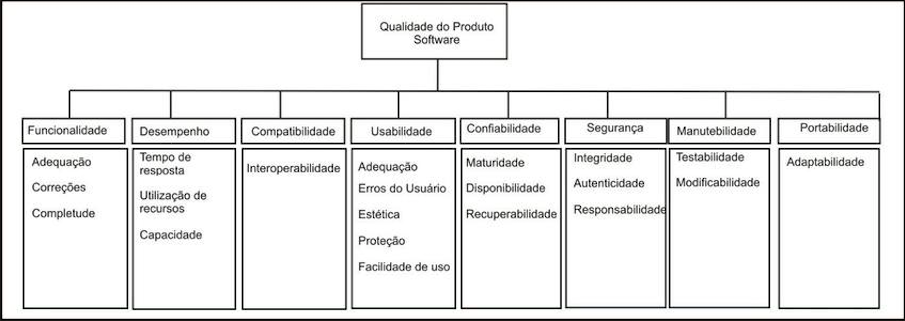 Qualidade do Produto
Software
Funcionalidade
Desempenho
Compatibilidade
Usabilidade
Confiabilidade
Segurança
Manutebilidade
Portabilidade
Adequação
Correções
Completude
Tempo de
resposta
Utilização de
recursos
Capacidade
Interoperabilidade
Adequação
Erros do Usuário
Estética
Proteção
Facilidade de uso
Maturidade
Disponibilidade
Recuperabilidade
Integridade
Autenticidade
Responsabilidade
Testabilidade
Modificabilidade
Adaptabilidade